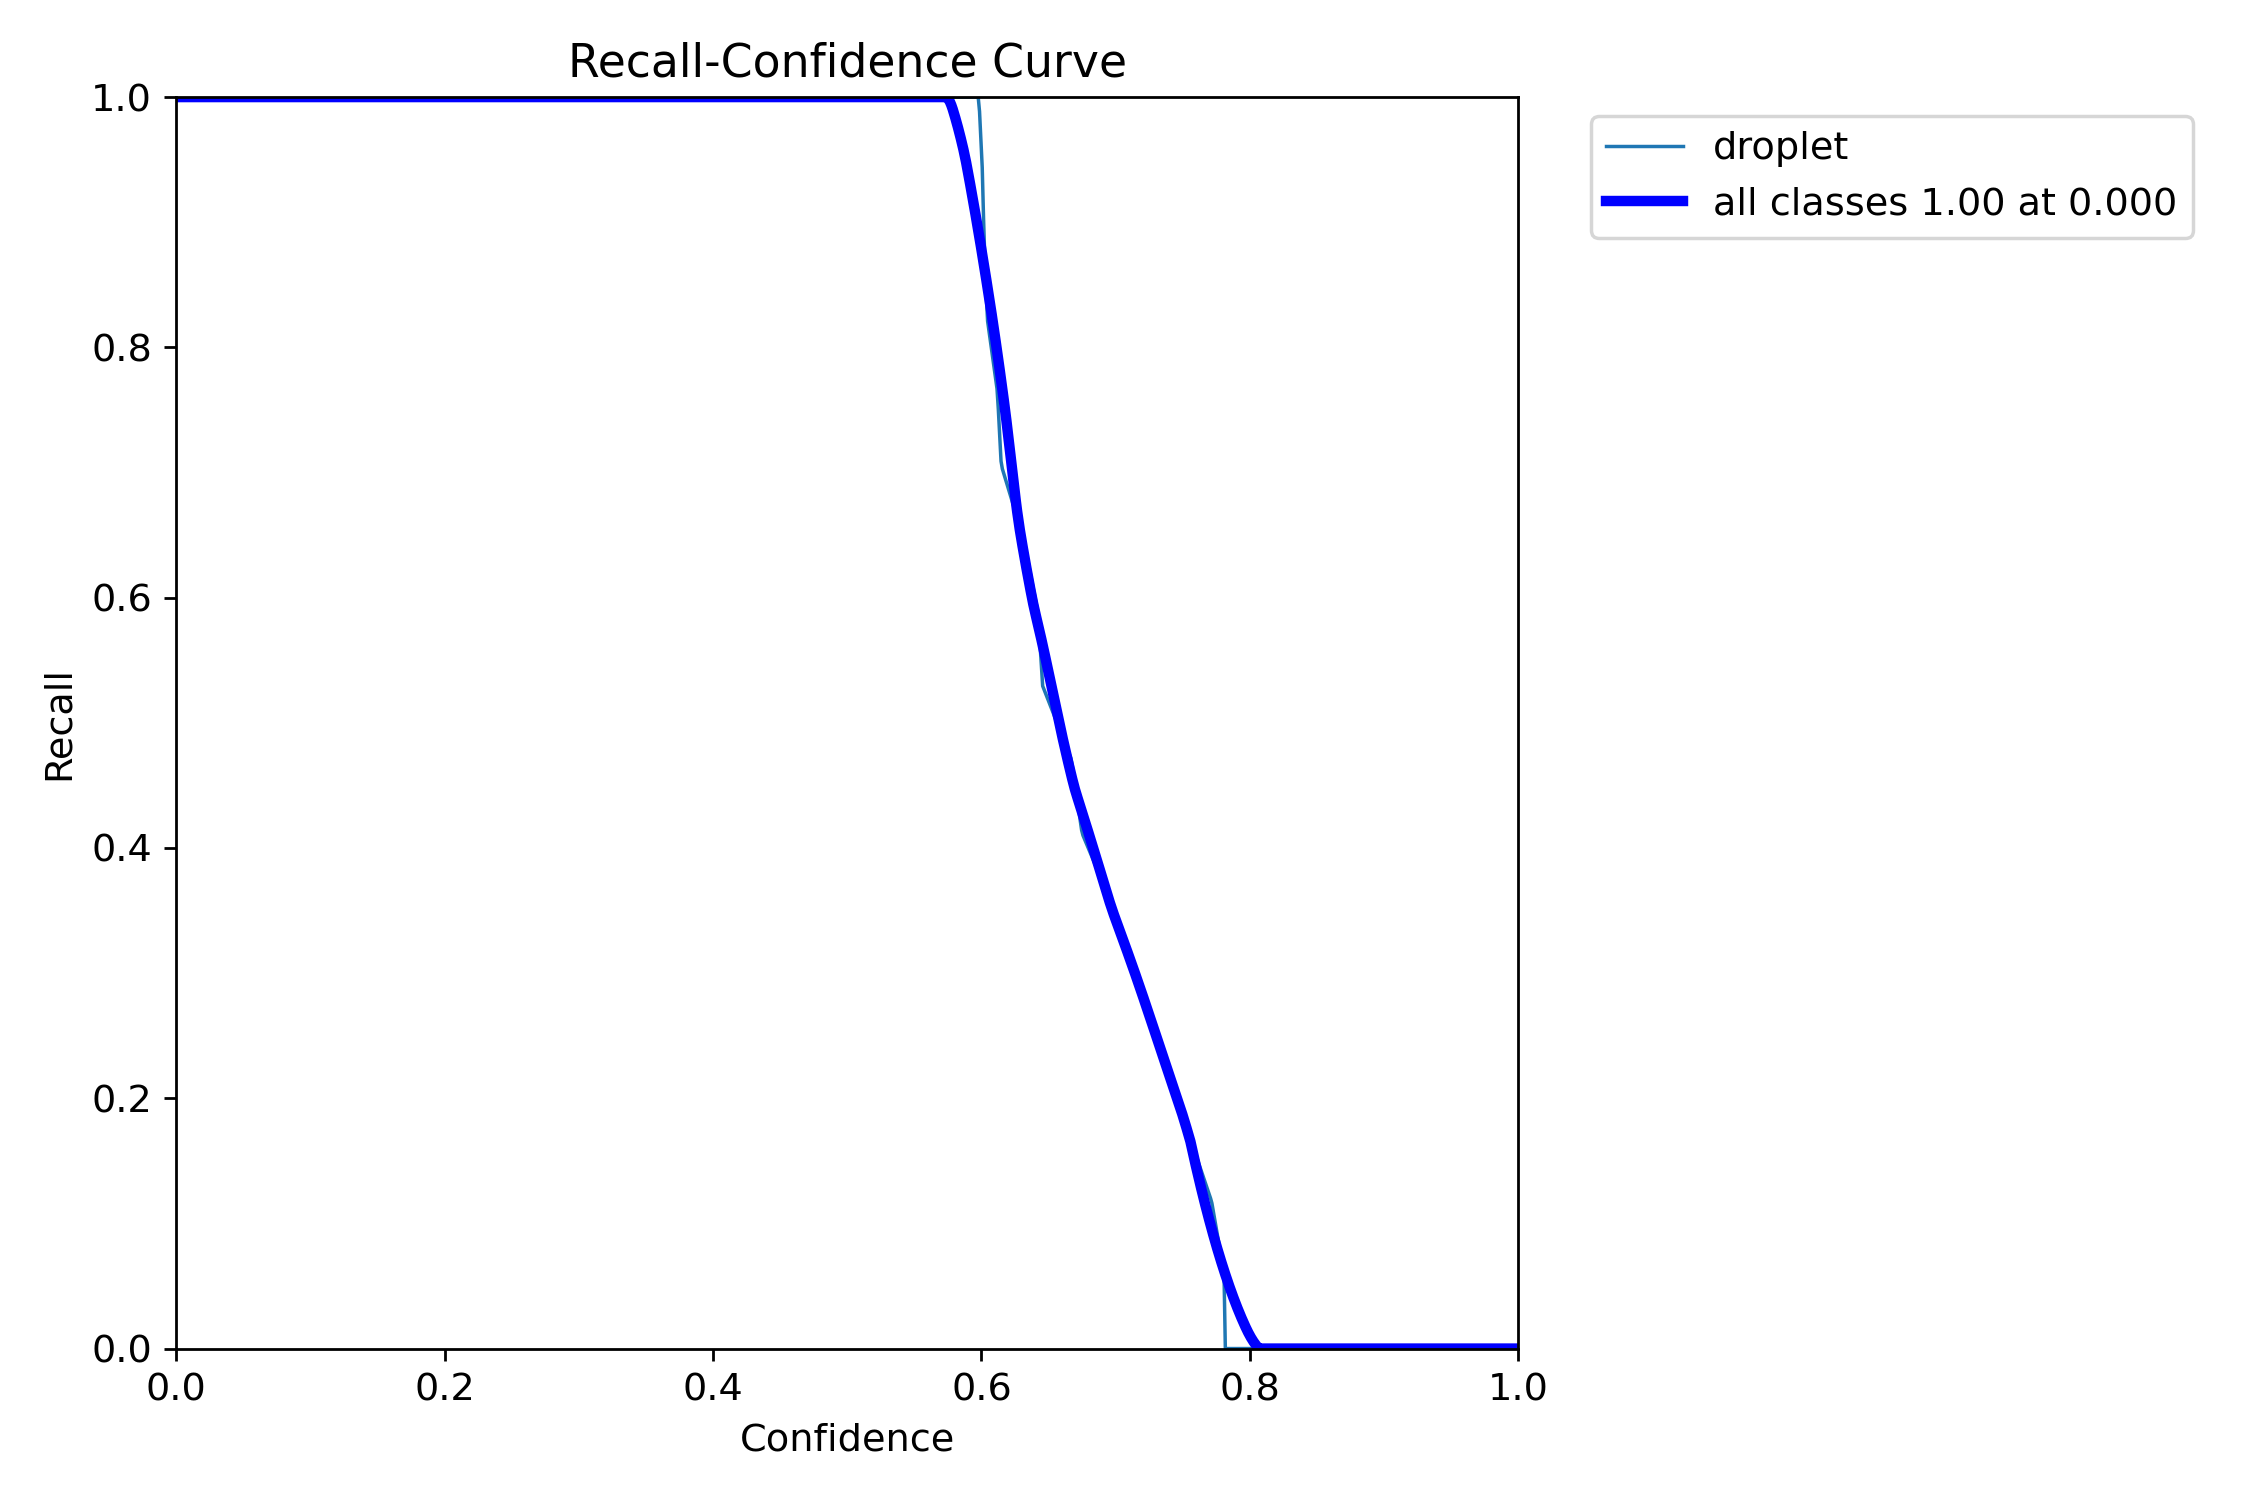 Recall-Confidence Curve
1.0
0.8
0.6
0.4
0.2
0.0
Recall
0.0 0.2 0.4 0.6 0.8 1.0
Confidence
droplet
all classes 1.00 at 0.000